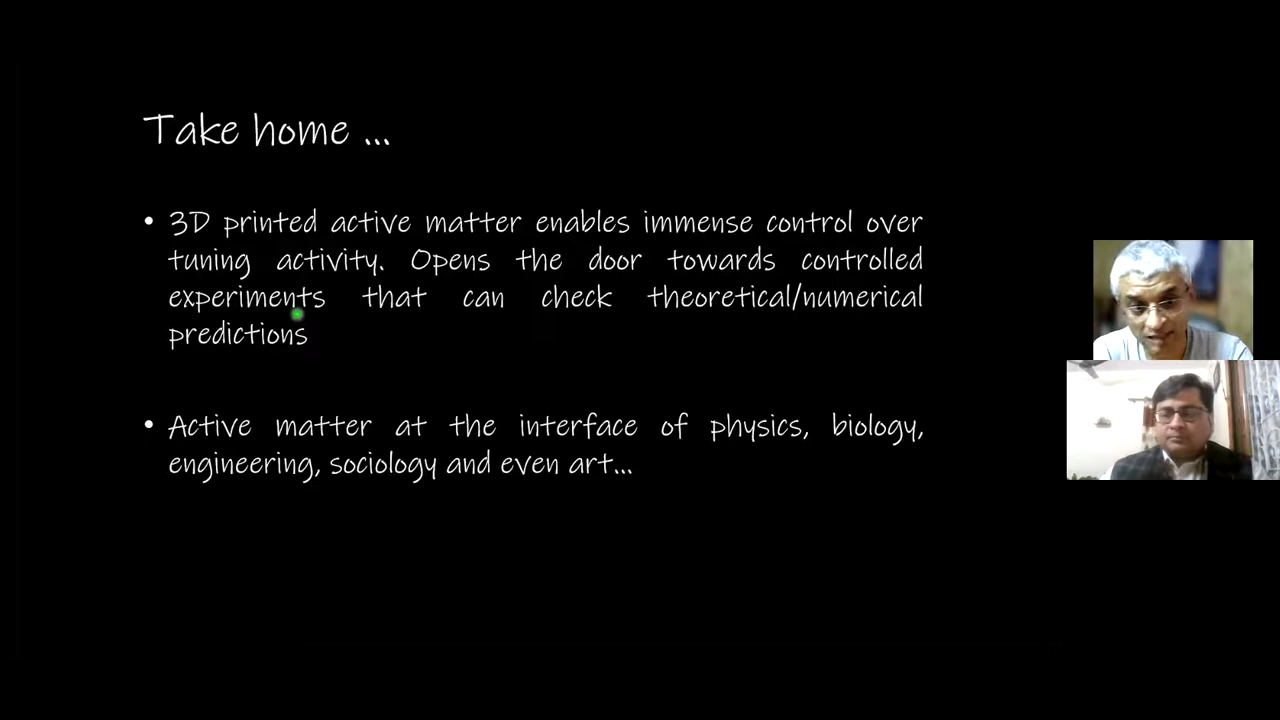 Take home ...
• 3D printed active matter enables immense control over
tuning activity. Opens the door towards controlled
experiments that can check theoretical/numerical
predictions
• Active matter at the interface of physics, biology,
engineering, sociology and even art...